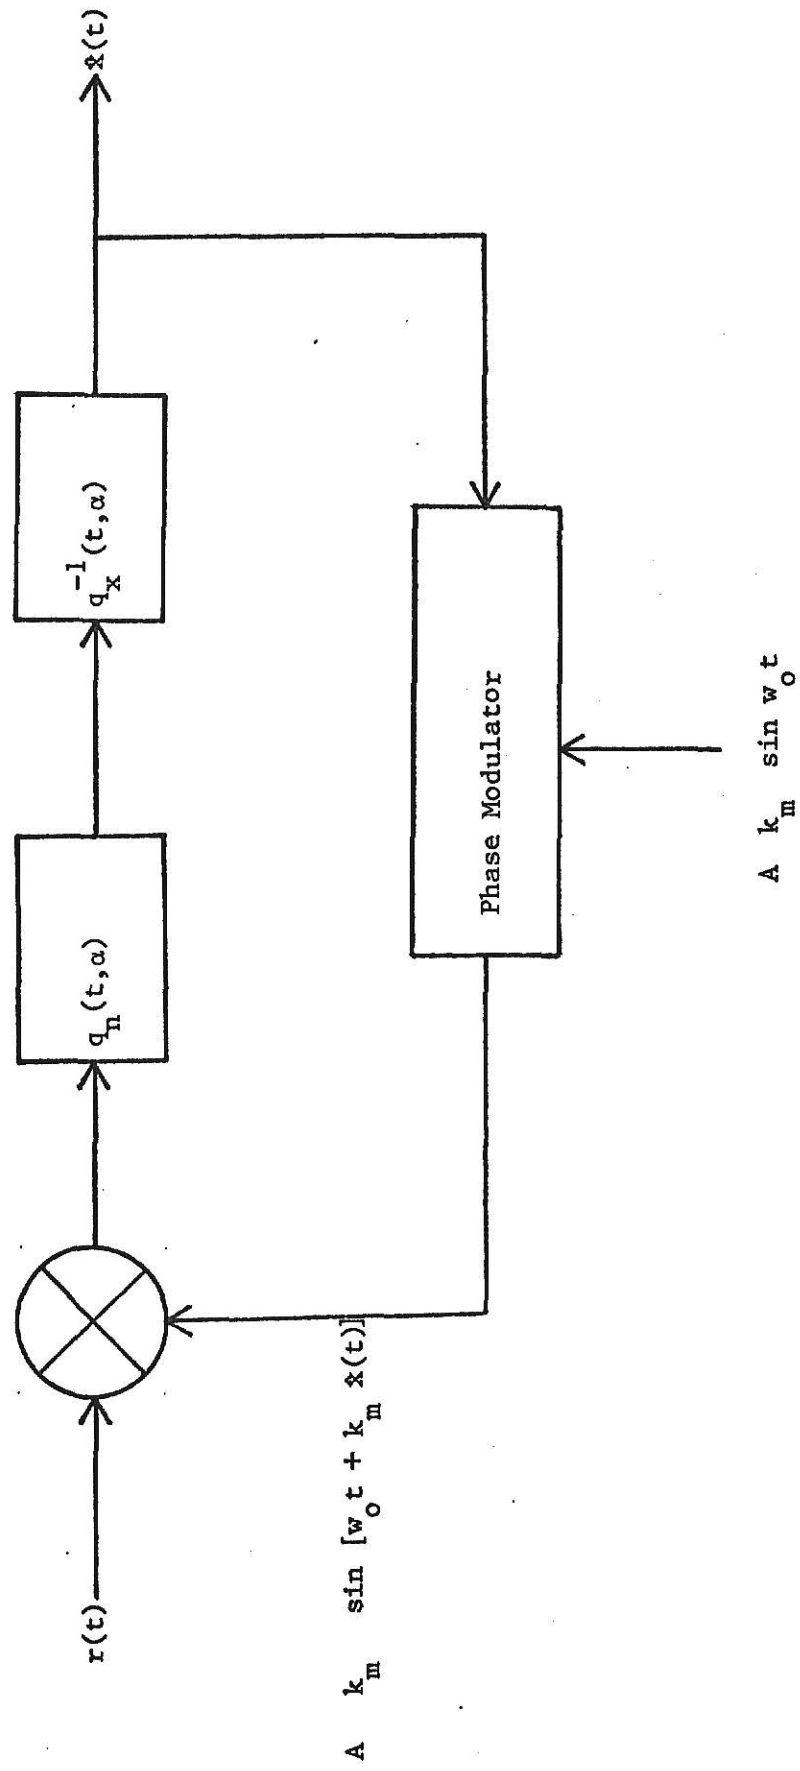 r(t)
q_n(t,α)
q_x^{-1}(t,α)
x̂(t)
A k_m sin [w_o t + k_m x̂(t)]
Phase Modulator
A k_m sin w_o t